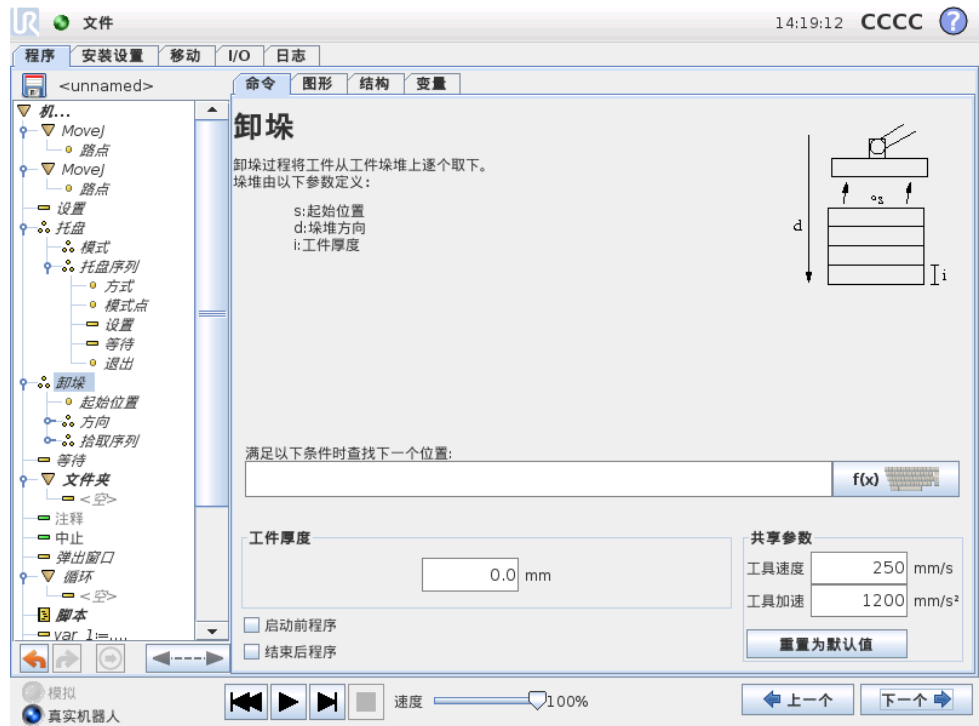 UR 文件 14:19:12 CCCC ?
程序 安装设置 移动 I/O 日志
<unnamed>
机...
MoveJ
路点
MoveJ
路点
设置
托盘
模式
托盘序列
方式
模式点
设置
等待
退出
卸垛
起始位置
方向
拾取序列
等待
文件夹
<空>
注释
中止
弹出窗口
循环
<空>
脚本
var_1:=....
命令 图形 结构 变量
卸垛
卸垛过程将工件从工件垛堆上逐个取下。
垛堆由以下参数定义:
s:起始位置
d:垛堆方向
i:工件厚度
s
d
i
满足以下条件时查找下一个位置:
f(x)
工件厚度
0.0 mm
共享参数
工具速度 250 mm/s
工具加速 1200 mm/s²
重置为默认值
启动前程序
结束后程序
模拟
真实机器人
速度 100%
上一个 下一个